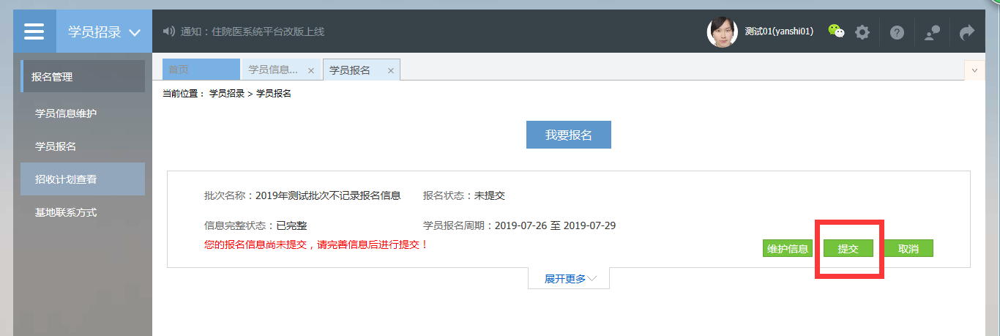 学员招录
通知：住院医系统平台改版上线
测试01(yanshi01)
报名管理
学员信息维护
学员报名
招收计划查看
基地联系方式
首页
学员信息...
学员报名
当前位置： 学员招录 > 学员报名
我要报名
批次名称：2019年测试批次不记录报名信息 报名状态：未提交
信息完整状态：已完整 学员报名周期：2019-07-26 至 2019-07-29
您的报名信息尚未提交，请完善信息后进行提交！
维护信息 提交 取消
展开更多